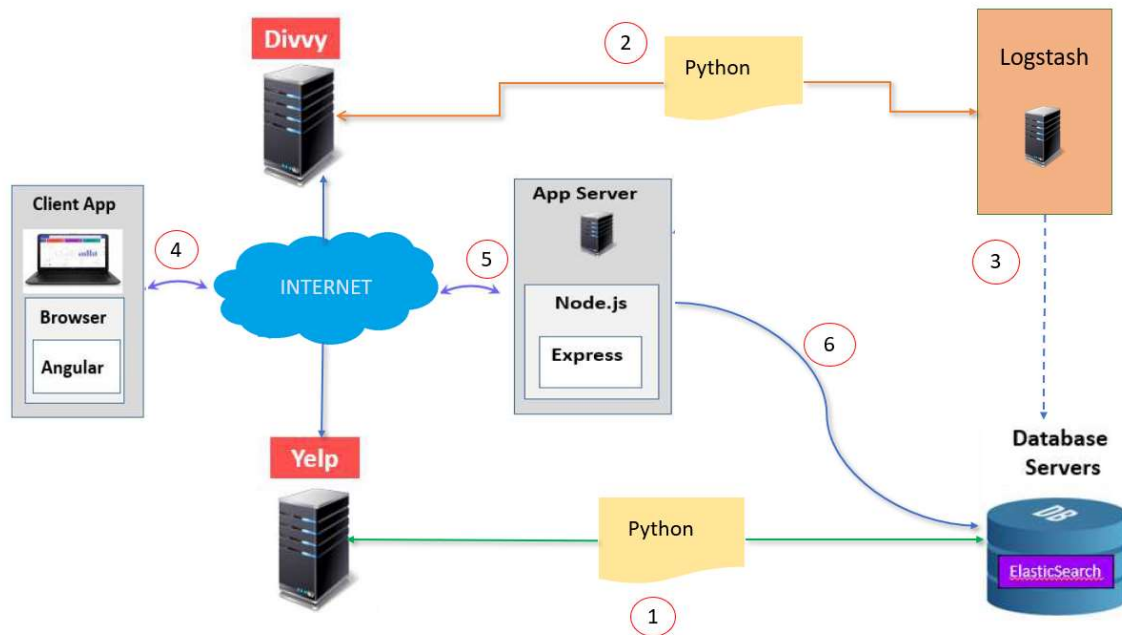 Divvy
2
Python
Logstash
Client App
4
INTERNET
5
App Server
3
Browser
Angular
Node.js
Express
6
Yelp
Database
Servers
Python
DB
ElasticSearch
1